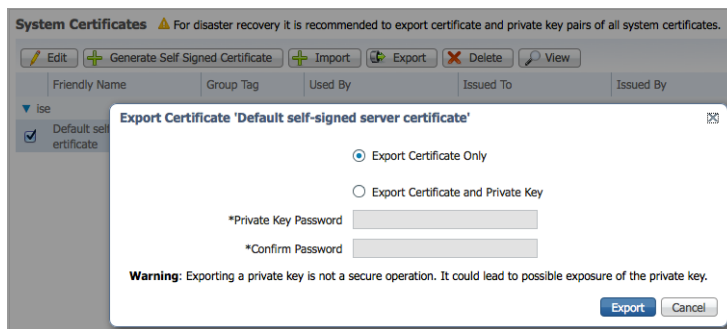 System Certificates ⚠ For disaster recovery it is recommended to export certificate and private key pairs of all system certificates.
Edit Generate Self Signed Certificate Import Export Delete View
Friendly Name Group Tag Used By Issued To Issued By
ise
Default self
ertificate
Export Certificate 'Default self-signed server certificate'
Export Certificate Only
Export Certificate and Private Key
*Private Key Password
*Confirm Password
Warning: Exporting a private key is not a secure operation. It could lead to possible exposure of the private key.
Export Cancel